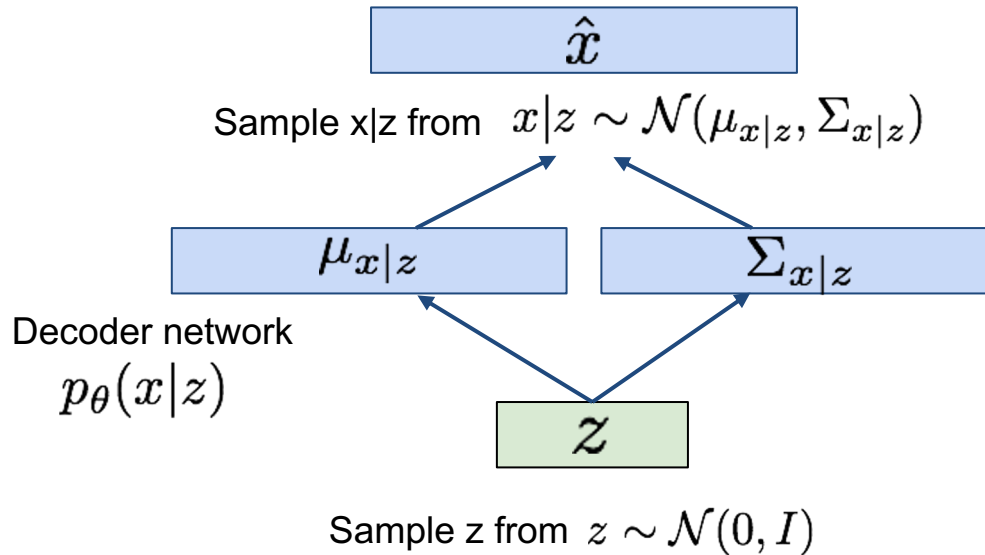 x̂
Sample x|z from x|z ∼ 𝒩(μ_{x|z}, Σ_{x|z})
μ_{x|z} Σ_{x|z}
Decoder network
p_θ(x|z)
z
Sample z from z ∼ 𝒩(0, I)